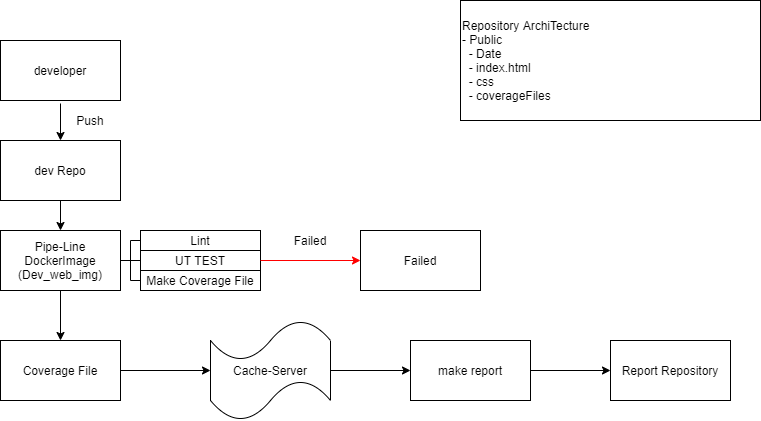 Repository ArchiTecture
- Public
- Date
- index.html
- css
- coverageFiles
developer
Push
dev Repo
Pipe-Line
DockerImage
(Dev_web_img)
Lint
UT TEST
Make Coverage File
Failed
Failed
Coverage File
Cache-Server
make report
Report Repository